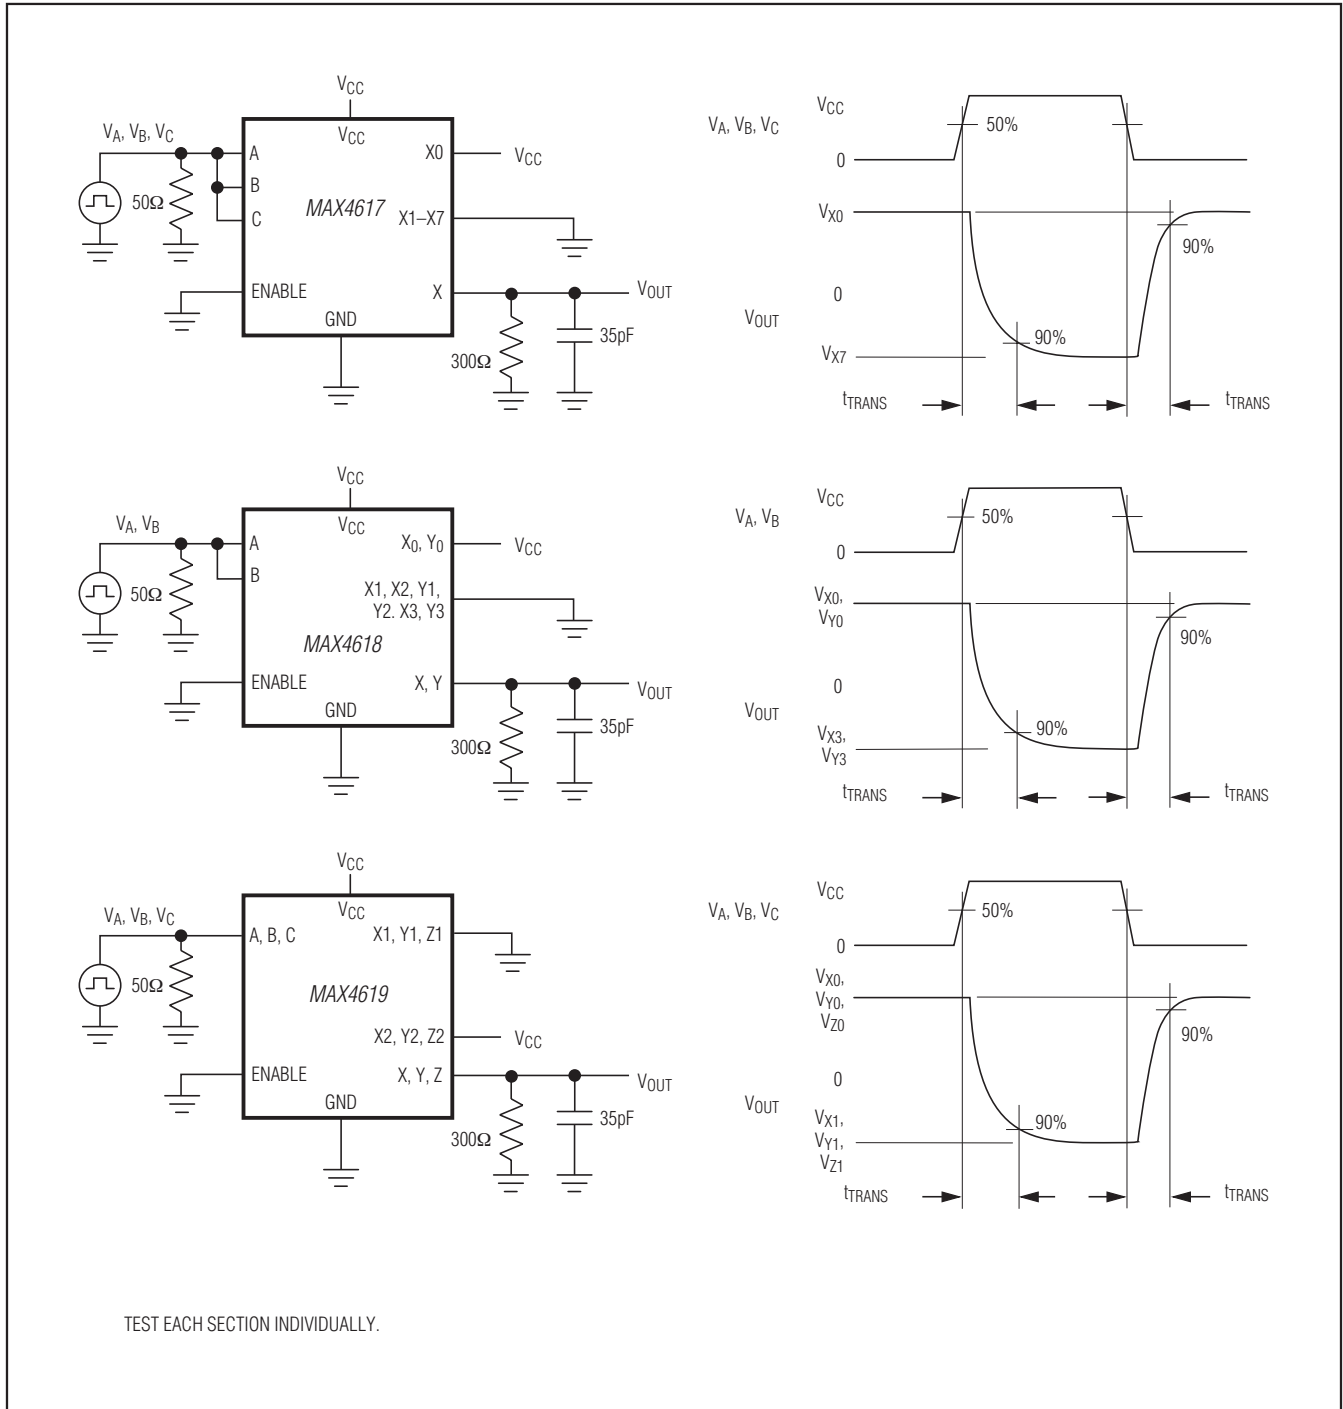 VCC
VA, VB, VC
VCC
A
X0
VCC
B
50Ω
MAX4617
C
X1–X7
ENABLE
X
VOUT
GND
300Ω
35pF
VA, VB, VC
VCC
50%
0
VX0
90%
0
VOUT
90%
VX7
tTRANS
tTRANS
VCC
VA, VB
VCC
A
X0, Y0
VCC
B
50Ω
X1, X2, Y1,
Y2. X3, Y3
MAX4618
ENABLE
X, Y
VOUT
GND
300Ω
35pF
VCC
VA, VB
50%
0
VX0,
VY0
90%
0
VOUT
90%
VX3,
VY3
tTRANS
tTRANS
VCC
VA, VB, VC
VCC
A, B, C
X1, Y1, Z1
50Ω
MAX4619
X2, Y2, Z2
VCC
ENABLE
X, Y, Z
VOUT
GND
300Ω
35pF
VCC
VA, VB, VC
50%
0
VX0,
VY0,
VZ0
90%
0
VOUT
90%
VX1,
VY1,
VZ1
tTRANS
tTRANS
TEST EACH SECTION INDIVIDUALLY.